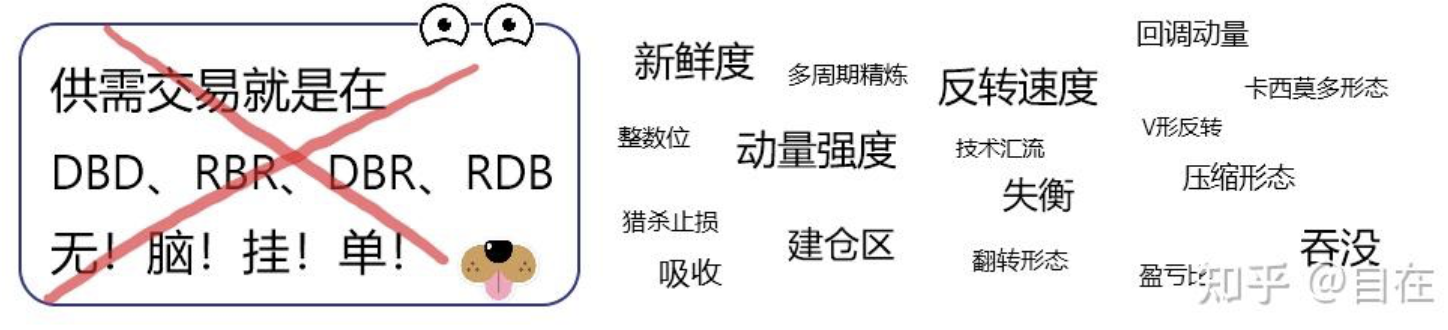 供需交易就是在
DBD、RBR、DBR、RDB
无！脑！挂！单！
新鲜度
多周期精炼
反转速度
回调动量
卡西莫多形态
整数位
动量强度
技术汇流
V形反转
失衡
压缩形态
猎杀止损
建仓区
吸收
翻转形态
吞没
盈亏比
知乎 @自在